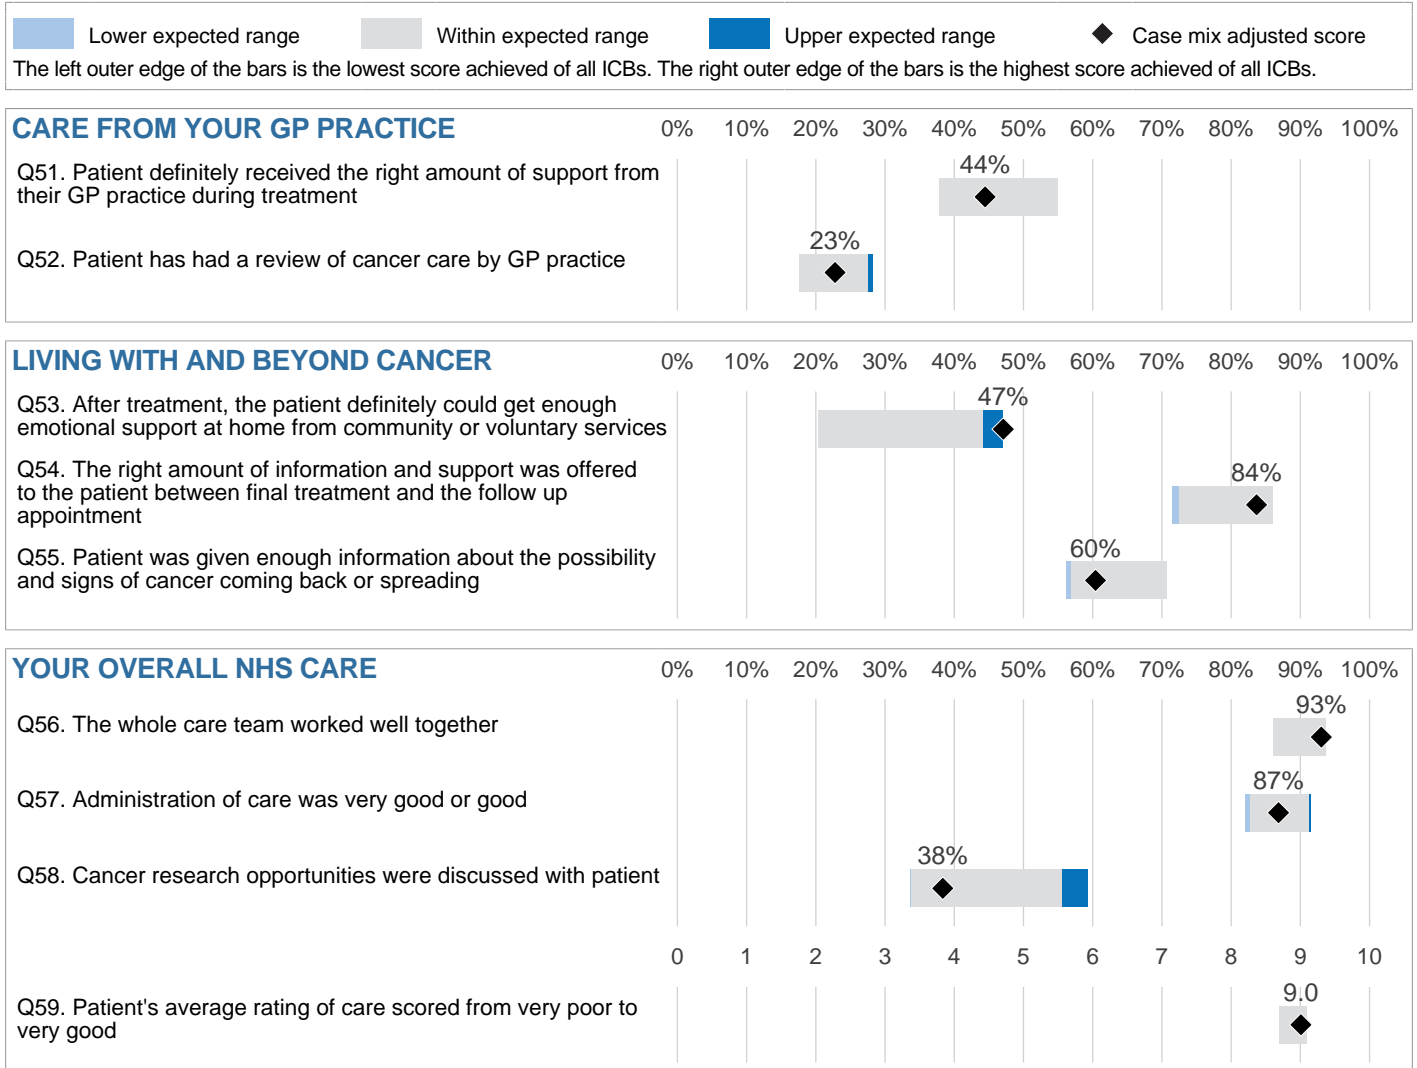 Lower expected range Within expected range Upper expected range Case mix adjusted score
The left outer edge of the bars is the lowest score achieved of all ICBs. The right outer edge of the bars is the highest score achieved of all ICBs.
CARE FROM YOUR GP PRACTICE 0% 10% 20% 30% 40% 50% 60% 70% 80% 90% 100%
44%
Q51. Patient definitely received the right amount of support from
their GP practice during treatment
23%
Q52. Patient has had a review of cancer care by GP practice
LIVING WITH AND BEYOND CANCER 0% 10% 20% 30% 40% 50% 60% 70% 80% 90% 100%
47%
Q53. After treatment, the patient definitely could get enough
emotional support at home from community or voluntary services
Q54. The right amount of information and support was offered
84%
to the patient between final treatment and the follow up
appointment
60%
Q55. Patient was given enough information about the possibility
and signs of cancer coming back or spreading
YOUR OVERALL NHS CARE 0% 10% 20% 30% 40% 50% 60% 70% 80% 90% 100%
93%
Q56. The whole care team worked well together
87%
Q57. Administration of care was very good or good
38%
Q58. Cancer research opportunities were discussed with patient
0 1 2 3 4 5 6 7 8 9 10
9.0
Q59. Patient's average rating of care scored from very poor to
very good